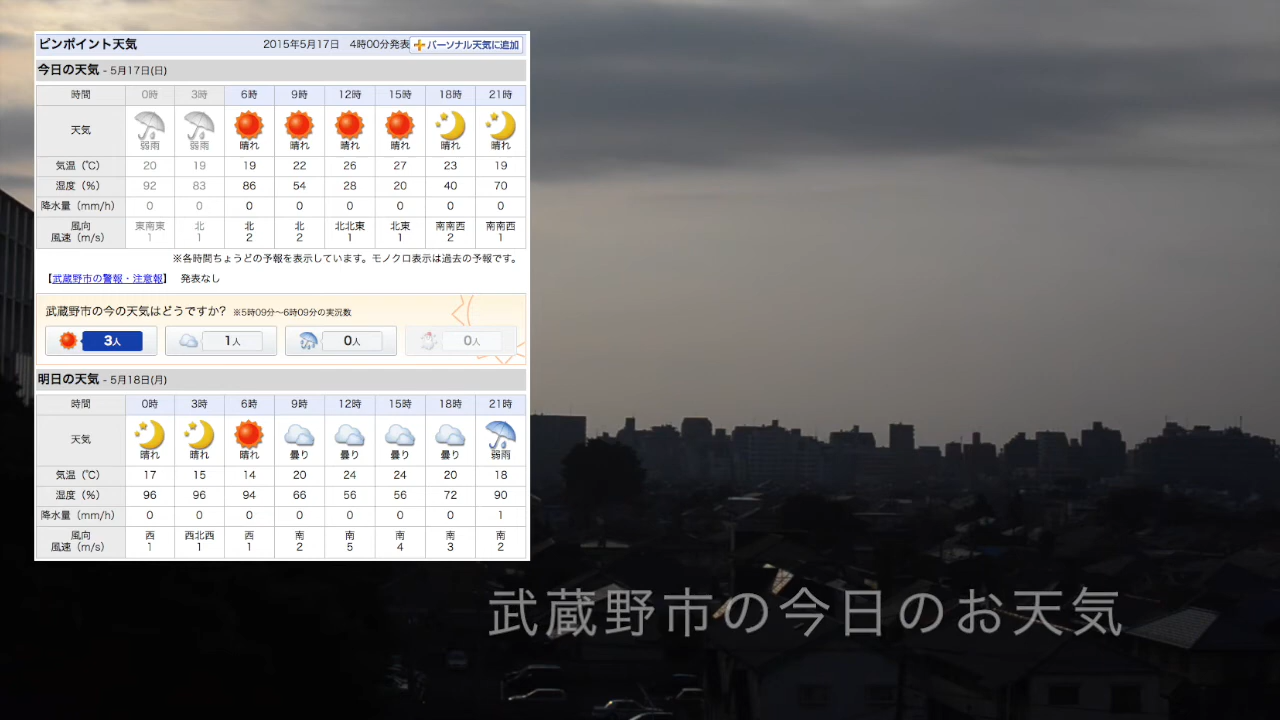 ピンポイント天気 2015年5月17日 4時00分発表 パーソナル天気に追加
今日の天気 - 5月17日(日)
時間 0時 3時 6時 9時 12時 15時 18時 21時
天気 弱雨 弱雨 晴れ 晴れ 晴れ 晴れ 晴れ 晴れ
気温（℃） 20 19 19 22 26 27 23 19
湿度（%） 92 83 86 54 28 20 40 70
降水量（mm/h） 0 0 0 0 0 0 0 0
風向 東南東 北 北 北 北北東 北東 南南西 南南西
風速（m/s） 1 1 2 2 1 1 2 1
※各時間ちょうどの予報を表示しています。モノクロ表示は過去の予報です。
【武蔵野市の警報・注意報】 発表なし
武蔵野市の今の天気はどうですか? ※5時09分〜6時09分の実況数
3人 1人 0人 0人
明日の天気 - 5月18日(月)
時間 0時 3時 6時 9時 12時 15時 18時 21時
天気 晴れ 晴れ 晴れ 曇り 曇り 曇り 曇り 弱雨
気温（℃） 17 15 14 20 24 24 20 18
湿度（%） 96 96 94 66 56 56 72 90
降水量（mm/h） 0 0 0 0 0 0 0 1
風向 西 西北西 西 南 南 南 南 南
風速（m/s） 1 1 1 2 5 4 3 2
武蔵野市の今日のお天気